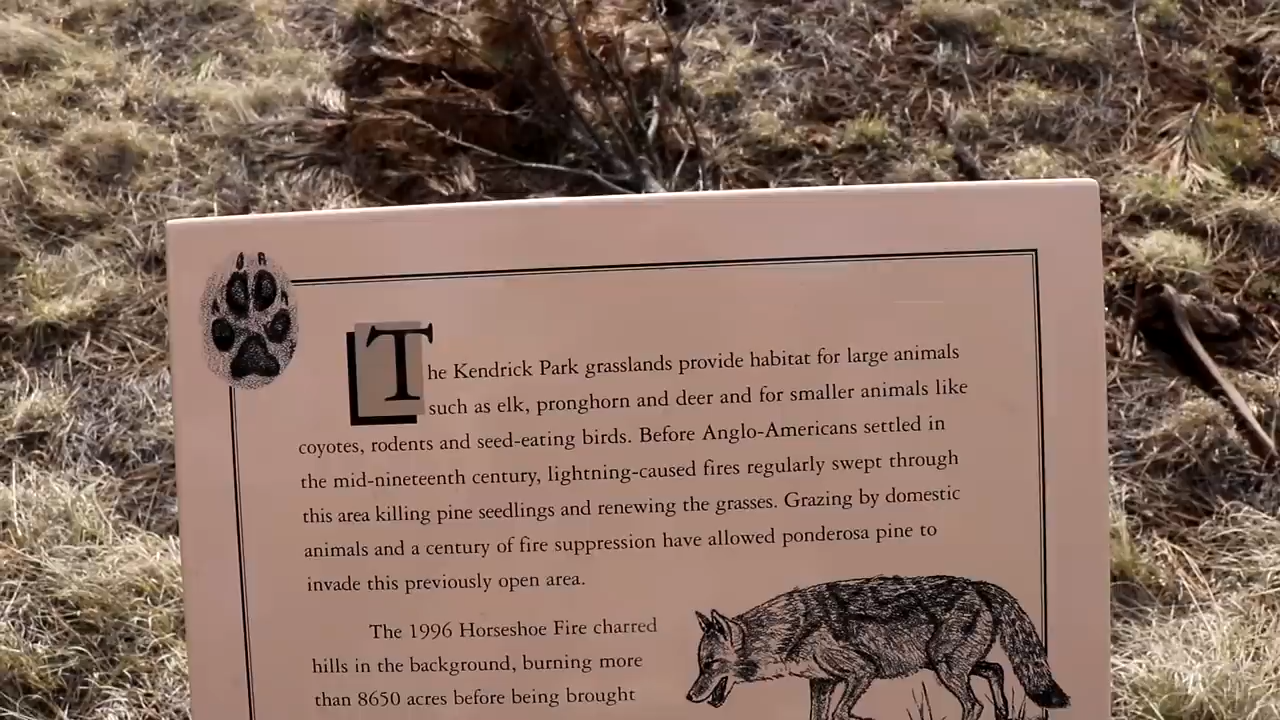 The Kendrick Park grasslands provide habitat for large animals
such as elk, pronghorn and deer and for smaller animals like
coyotes, rodents and seed-eating birds. Before Anglo-Americans settled in
the mid-nineteenth century, lightning-caused fires regularly swept through
this area killing pine seedlings and renewing the grasses. Grazing by domestic
animals and a century of fire suppression have allowed ponderosa pine to
invade this previously open area.
The 1996 Horseshoe Fire charred
hills in the background, burning more
than 8650 acres before being brought